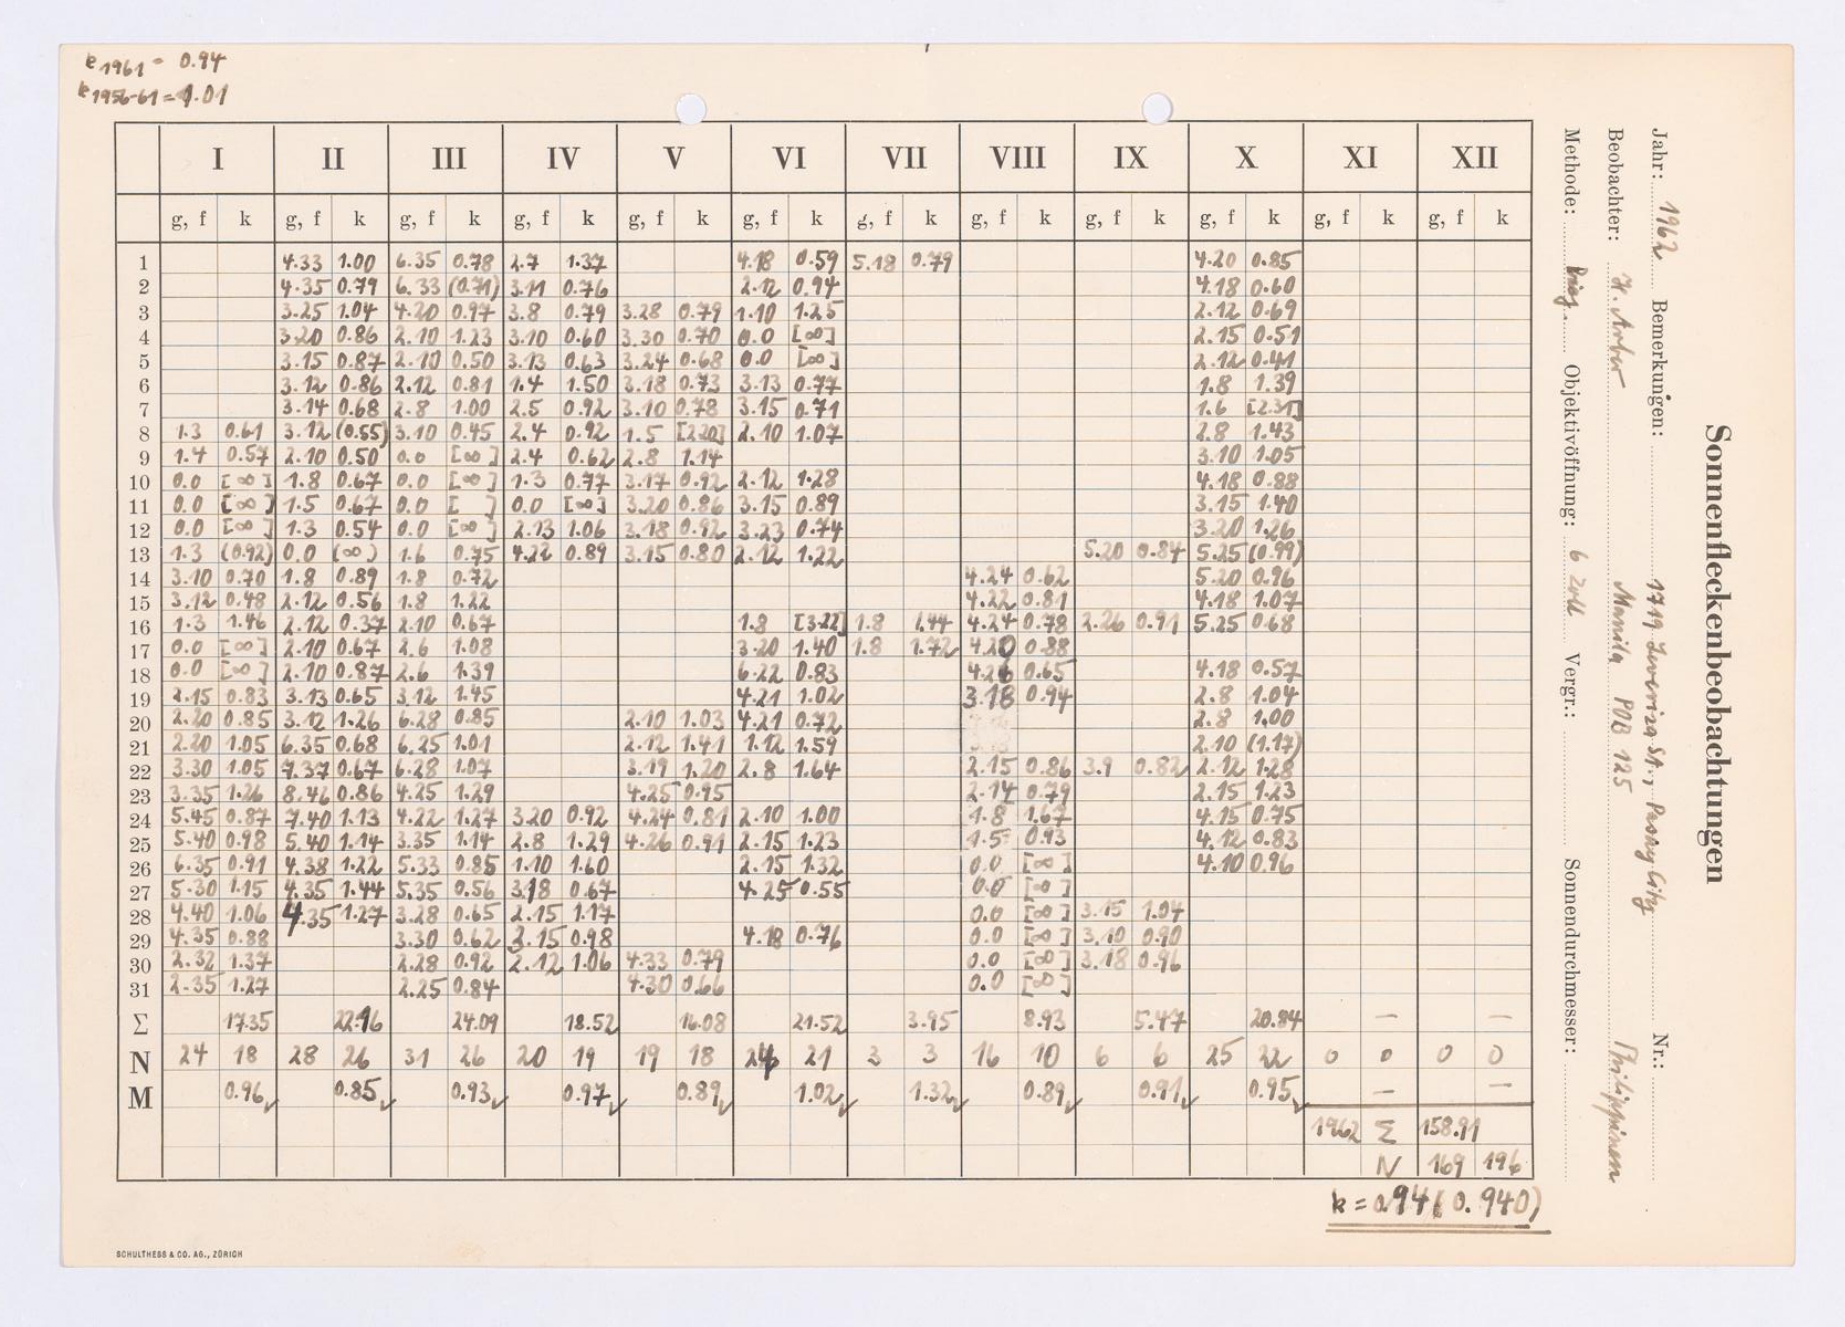 k 1961 = 0.94
k 1956-61 = 1.01
I II III IV V VI VII VIII IX X XI XII
g, f k g, f k g, f k g, f k g, f k g, f k g, f k g, f k g, f k g, f k g, f k g, f k
1 4.33 1.00 6.35 0.78 2.7 1.37 4.18 0.59 5.18 0.79 4.20 0.85
2 4.35 0.79 6.33 (0.71) 3.11 0.76 2.12 0.94 4.18 0.60
3 3.25 1.04 4.20 0.97 3.8 0.79 3.28 0.79 1.10 1.25 2.12 0.69
4 3.20 0.86 2.10 1.23 3.10 0.60 3.30 0.70 0.0 [∞] 2.15 0.51
5 3.15 0.87 2.10 0.50 3.13 0.63 3.24 0.68 0.0 [∞] 2.12 0.41
6 3.12 0.86 2.12 0.81 1.4 1.50 3.18 0.73 3.13 0.77 1.8 1.39
7 3.14 0.68 2.8 1.00 2.5 0.92 3.10 0.78 3.15 0.71 1.6 [2.31]
8 1.3 0.61 3.12 (0.55) 3.10 0.45 2.4 0.92 1.5 [2.20] 2.10 1.07 2.8 1.43
9 1.4 0.57 2.10 0.50 0.0 [∞] 2.4 0.62 2.8 1.14 3.10 1.05
10 0.0 [∞] 1.8 0.67 0.0 [∞] 1.3 0.77 3.17 0.92 2.12 1.28 4.18 0.88
11 0.0 [∞] 1.5 0.67 0.0 [ ] 0.0 [∞] 3.20 0.86 3.15 0.89 3.15 1.40
12 0.0 [∞] 1.3 0.54 0.0 [∞] 2.13 1.06 3.18 0.92 3.23 0.74 3.20 1.26
13 1.3 (0.92) 0.0 (∞) 1.6 0.75 4.22 0.89 3.15 0.80 2.12 1.22 5.20 0.84 5.25 (0.99)
14 3.10 0.70 1.8 0.89 1.8 0.72 4.24 0.62 5.20 0.96
15 3.12 0.48 2.12 0.56 1.8 1.22 4.22 0.81 4.18 1.07
16 1.3 1.46 2.12 0.37 2.10 0.67 1.8 [3.22] 1.8 1.44 4.24 0.78 2.26 0.91 5.25 0.68
17 0.0 [∞] 2.10 0.67 2.6 1.08 3.20 1.40 1.8 1.72 4.20 0.88
18 0.0 [∞] 2.10 0.87 2.6 1.39 6.22 0.83 4.26 0.65 4.18 0.57
19 2.15 0.83 3.13 0.65 3.12 1.45 4.21 1.02 3.18 0.94 2.8 1.04
20 2.20 0.85 3.12 1.26 6.28 0.85 2.10 1.03 4.21 0.72 2.8 1.00
21 2.20 1.05 6.35 0.68 6.25 1.01 2.12 1.41 1.12 1.59 2.10 (1.17)
22 3.30 1.05 7.37 0.67 6.28 1.07 3.19 1.20 2.8 1.64 2.15 0.86 3.9 0.82 2.12 1.28
23 3.35 1.26 8.46 0.86 4.25 1.29 4.25 0.95 2.14 0.79 2.15 1.23
24 5.45 0.87 7.40 1.13 4.22 1.27 3.20 0.92 4.24 0.81 2.10 1.00 1.8 1.67 4.15 0.75
25 5.40 0.98 5.40 1.14 3.35 1.14 2.8 1.29 4.26 0.91 2.15 1.23 1.5 0.93 4.12 0.83
26 6.35 0.91 4.38 1.22 5.33 0.85 1.10 1.60 2.15 1.32 0.0 [∞] 4.10 0.96
27 5.30 1.15 4.35 1.44 5.35 0.56 3.18 0.67 4.25 0.55 0.0 [∞]
28 4.40 1.06 4.35 1.27 3.28 0.65 2.15 1.17 0.0 [∞] 3.15 1.04
29 4.35 0.88 3.30 0.62 3.15 0.98 4.18 0.76 0.0 [∞] 3.10 0.90
30 2.32 1.37 2.28 0.92 2.12 1.06 4.33 0.79 0.0 [∞] 3.18 0.96
31 2.35 1.27 2.25 0.84 4.30 0.66 0.0 [∞]
Σ 17.35 22.16 24.09 18.52 16.08 21.52 3.95 8.93 5.47 20.84 — —
N 24 18 28 26 31 26 20 19 19 18 24 21 3 3 16 10 6 6 25 22 0 0 0 0
M 0.96 0.85 0.93 0.97 0.89 1.02 1.32 0.89 0.91 0.95 — —
1962 Σ 158.91
N 169 196
k = 0.94 (0.940)
SCHULTHESS & CO. AG., ZÜRICH
Sonnenfleckenbeobachtungen
Jahr: 1962 Bemerkungen: 1719 St., Pasay City Nr.:
Beobachter: Manila POB 125 Philippinen
Methode: Proj. Objektivöffnung: 6 Zoll Vergr.: Sonnendurchmesser: